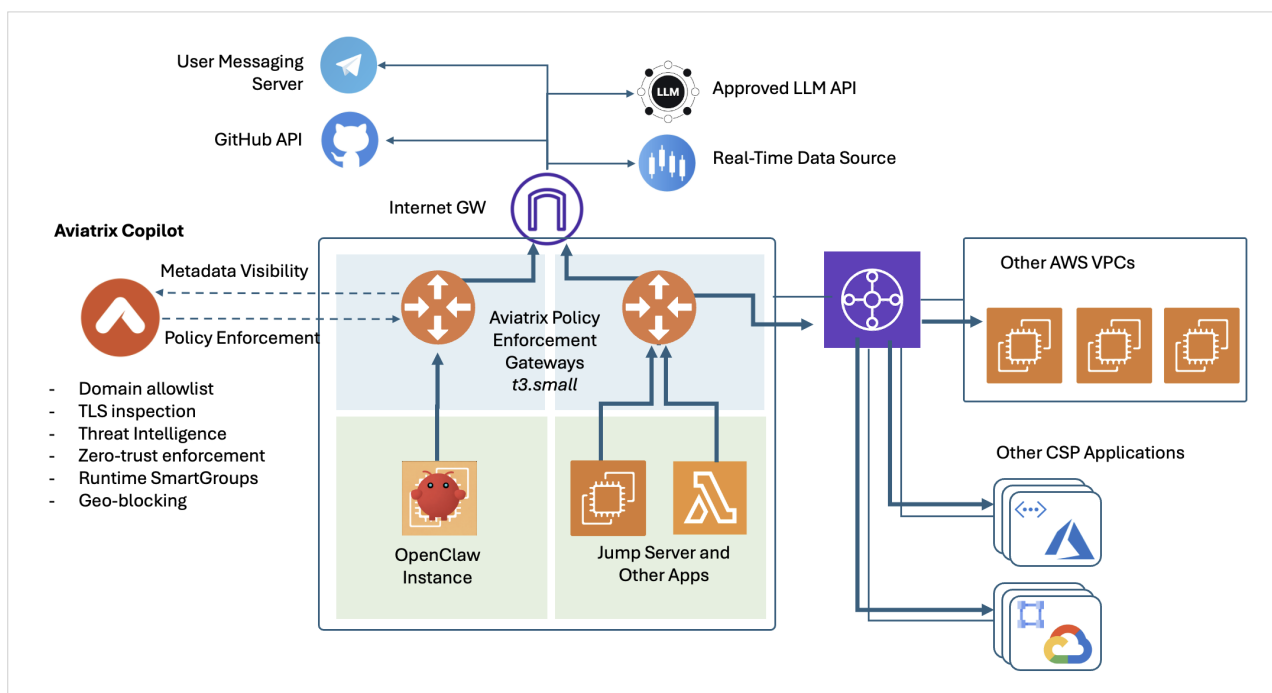 User Messaging
Server
GitHub API
LLM
Approved LLM API
Real-Time Data Source
Internet GW
Aviatrix Copilot
Metadata Visibility
Policy Enforcement
- Domain allowlist
- TLS inspection
- Threat Intelligence
- Zero-trust enforcement
- Runtime SmartGroups
- Geo-blocking
Aviatrix Policy
Enforcement
Gateways
t3.small
OpenClaw
Instance
Jump Server and
Other Apps
Other AWS VPCs
Other CSP Applications